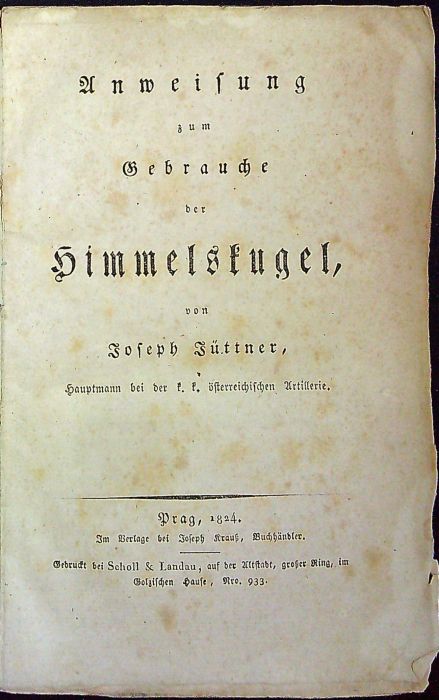 Anweiſung
zum
Gebrauche
der
Himmelskugel,
von
Joſeph Jüttner,
Hauptmann bei der k. k. öſterreichiſchen Artillerie.
Prag, 1824.
Im Verlage bei Joſeph Krauß, Buchhändler.
Gedruckt bei Scholl & Landau, auf der Altſtadt, großer Ring, im
Golziſchen Hauſe, Nro. 933.